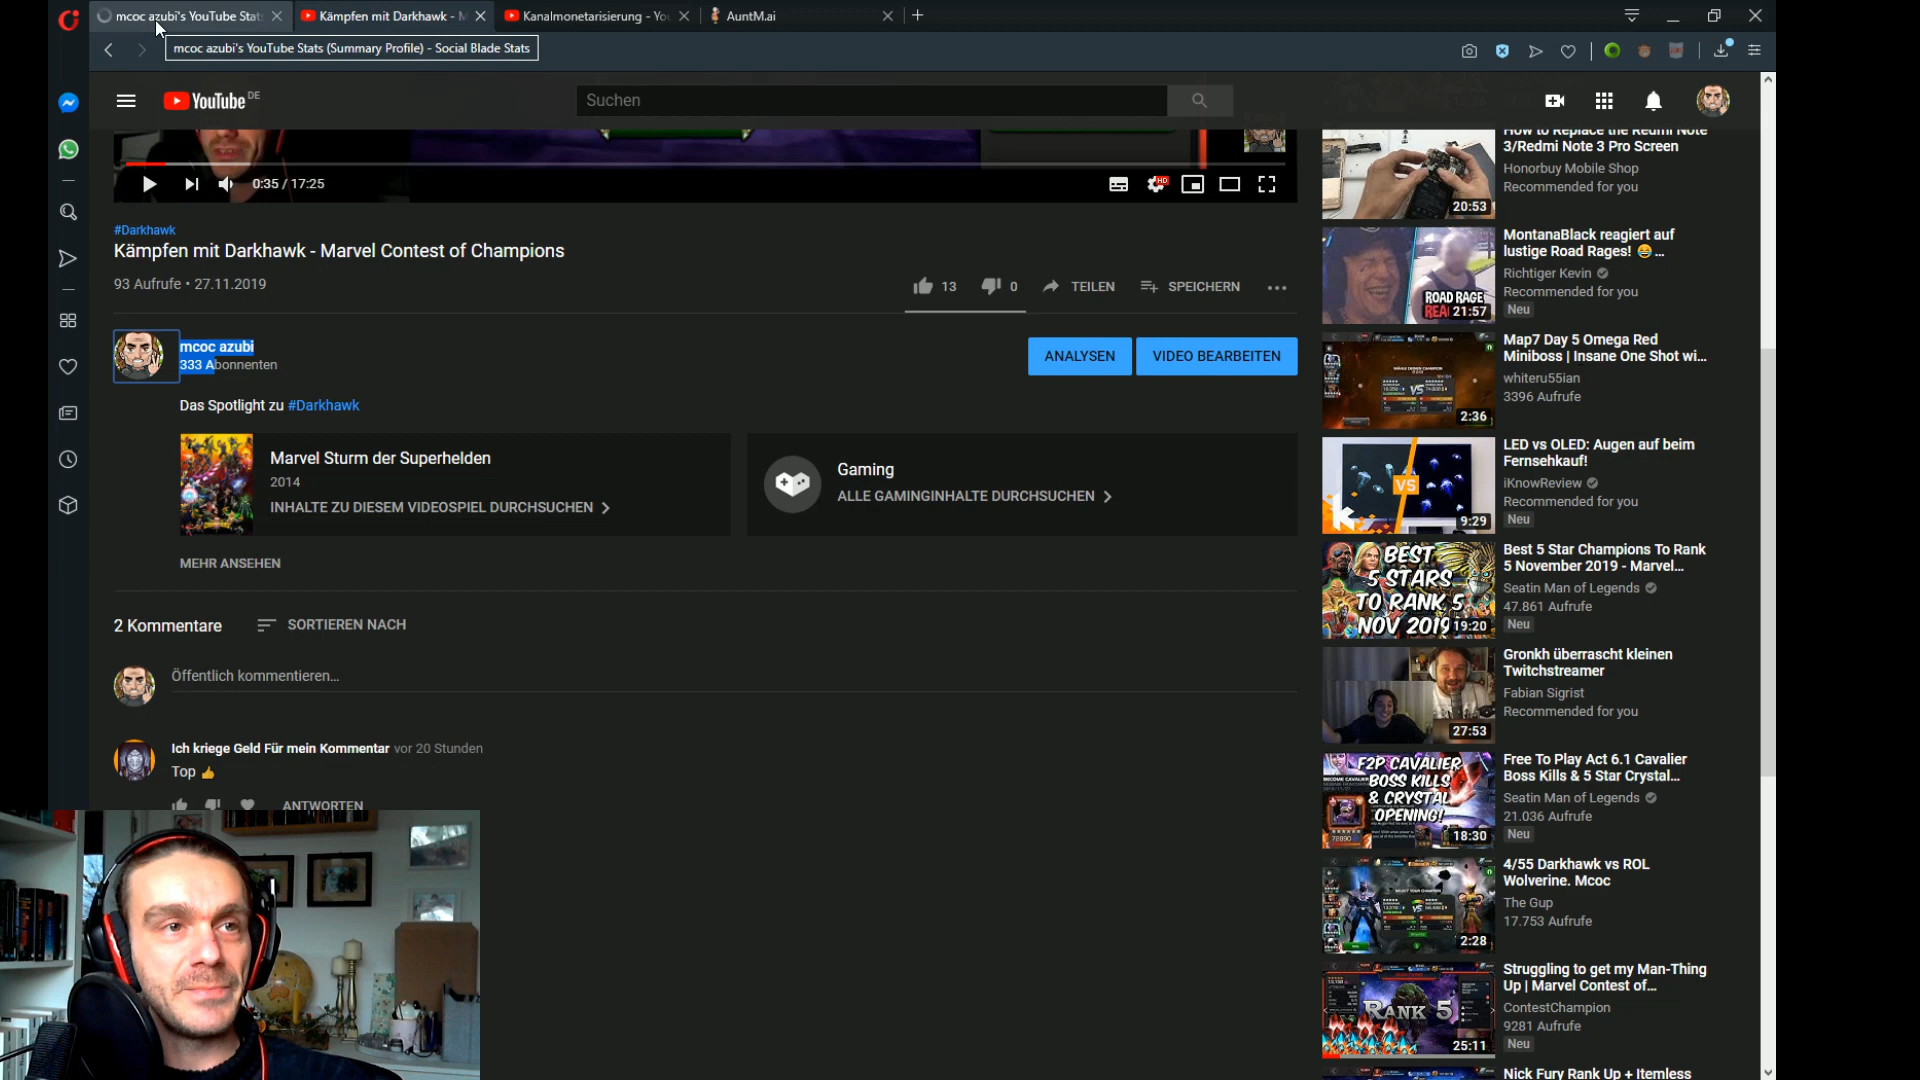 mcoc azubi's YouTube Stat
Kämpfen mit Darkhawk - M
Kanalmonetarisierung - You
AuntM.ai
mcoc azubi's YouTube Stats (Summary Profile) - Social Blade Stats
YouTube DE
Suchen
0:35 / 17:25
HD
#Darkhawk
Kämpfen mit Darkhawk - Marvel Contest of Champions
93 Aufrufe • 27.11.2019
13
0
TEILEN
SPEICHERN
mcoc azubi
333 Abonnenten
ANALYSEN
VIDEO BEARBEITEN
Das Spotlight zu #Darkhawk
Marvel Sturm der Superhelden
2014
INHALTE ZU DIESEM VIDEOSPIEL DURCHSUCHEN
Gaming
ALLE GAMINGINHALTE DURCHSUCHEN
MEHR ANSEHEN
2 Kommentare
SORTIEREN NACH
Öffentlich kommentieren...
Ich kriege Geld Für mein Kommentar vor 20 Stunden
Top 👍
ANTWORTEN
How to Replace the Redmi Note
3/Redmi Note 3 Pro Screen
Honorbuy Mobile Shop
Recommended for you
20:53
MontanaBlack reagiert auf
lustige Road Rages! 😂 ...
Richtiger Kevin
Recommended for you
Neu
ROAD RAGE
REA
21:57
Map7 Day 5 Omega Red
Miniboss | Insane One Shot wi...
whiteru55ian
3396 Aufrufe
VS
2:36
LED vs OLED: Augen auf beim
Fernsehkauf!
iKnowReview
Recommended for you
Neu
VS
9:29
Best 5 Star Champions To Rank
5 November 2019 - Marvel...
Seatin Man of Legends
47.861 Aufrufe
Neu
BEST
5 STARS
TO RANK 5
NOV 2019
19:20
Gronkh überrascht kleinen
Twitchstreamer
Fabian Sigrist
Recommended for you
27:53
Free To Play Act 6.1 Cavalier
Boss Kills & 5 Star Crystal...
Seatin Man of Legends
21.036 Aufrufe
Neu
F2P CAVALIER
BOSS KILLS
& CRYSTAL
OPENING!
18:30
4/55 Darkhawk vs ROL
Wolverine. Mcoc
The Gup
17.753 Aufrufe
VS
2:28
Struggling to get my Man-Thing
Up | Marvel Contest of...
ContestChampion
9281 Aufrufe
Neu
RANK 5
25:11
Nick Fury Rank Up + Itemless